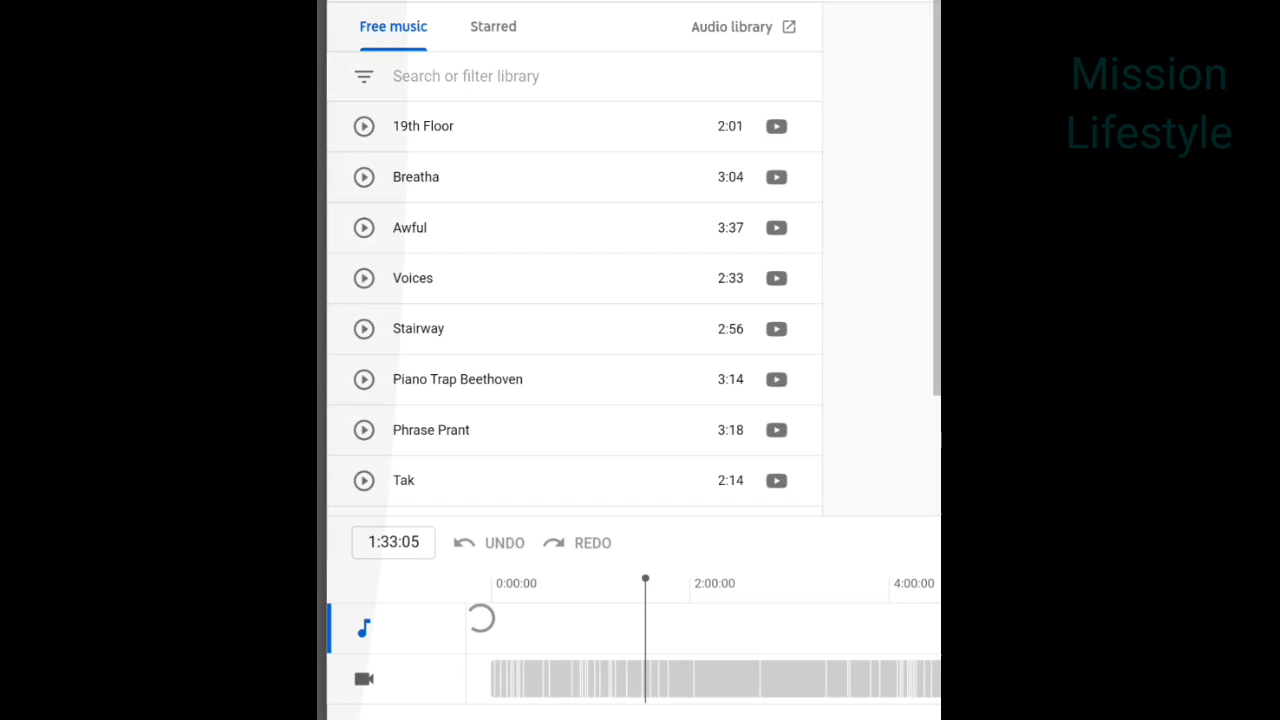 Free music Starred Audio library
Mission
Lifestyle
Search or filter library
19th Floor 2:01
Breatha 3:04
Awful 3:37
Voices 2:33
Stairway 2:56
Piano Trap Beethoven 3:14
Phrase Prant 3:18
Tak 2:14
1:33:05 UNDO REDO
0:00:00 2:00:00 4:00:00